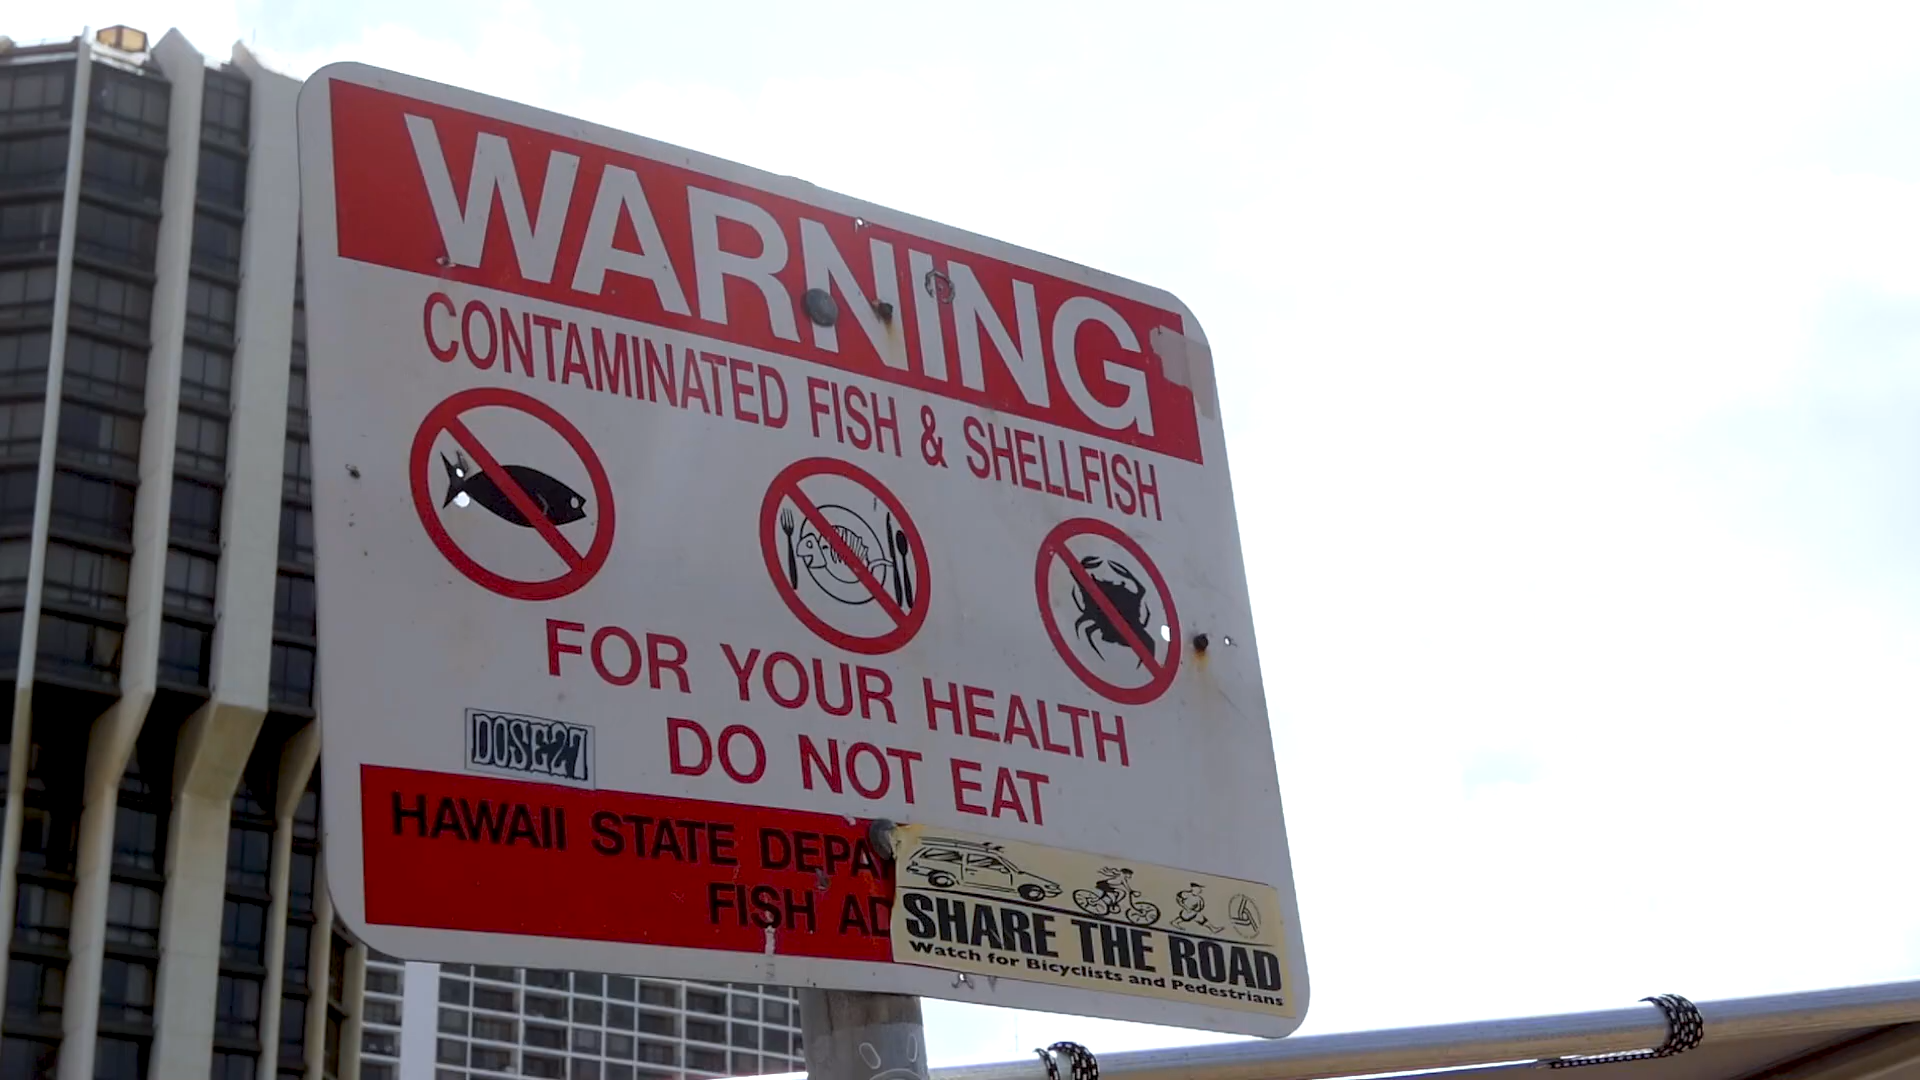 WARNING
CONTAMINATED FISH & SHELLFISH
FOR YOUR HEALTH
DO NOT EAT
DOSE27
HAWAII STATE DEPA
FISH AD
SHARE THE ROAD
Watch for Bicyclists and Pedestrians